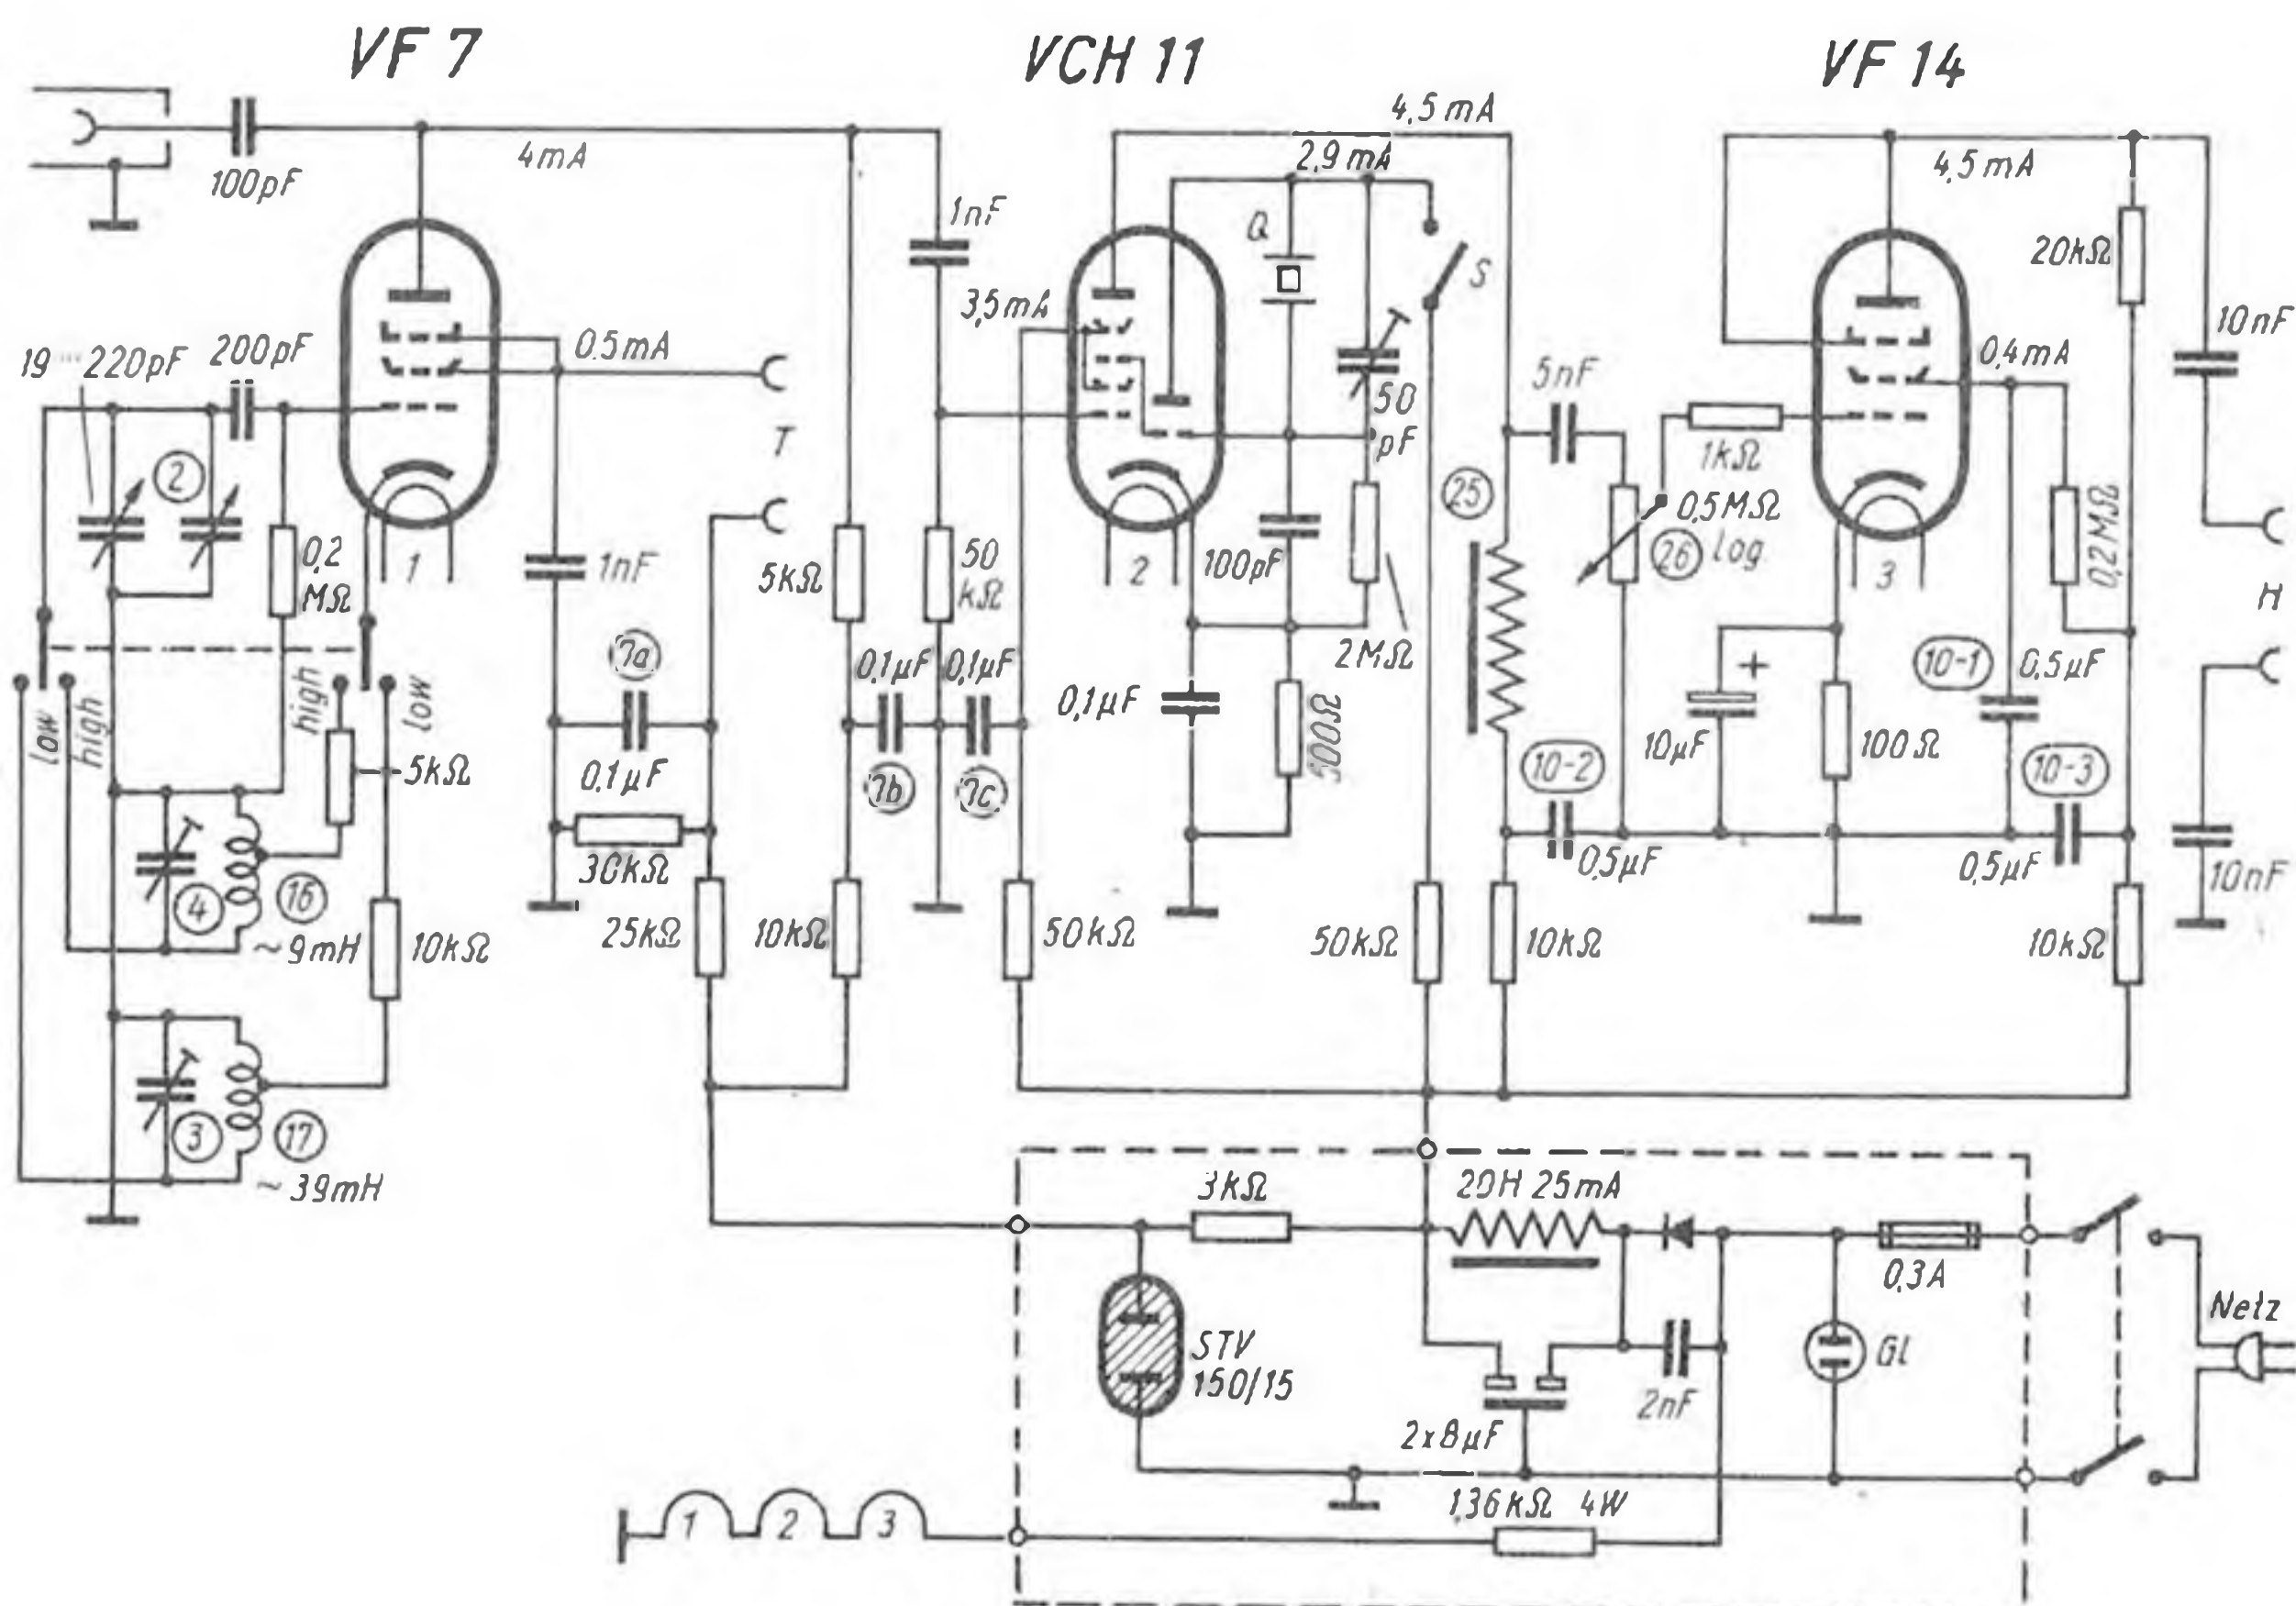 VF 7
VCH 11
VF 14
100pF
4mA
4,5 mA
2,9 mA
4,5 mA
1nF
Q
S
20kΩ
10nF
3,5mA
0.5mA
0,4mA
19...220pF
200pF
5nF
50
pF
1kΩ
T
2
25
0,5MΩ
26 log.
0,2
MΩ
1
1nF
5kΩ
50
kΩ
2
100pF
3
0,2MΩ
H
7a
0,1µF
0,1µF
2MΩ
10-1
0,5µF
low
high
high
low
0,1µF
500Ω
10-2
10µF
100Ω
10-3
5kΩ
0,1µF
7b
7c
30kΩ
0,5µF
0,5µF
10nF
4
16
~9mH
10kΩ
25kΩ
10kΩ
50kΩ
50kΩ
10kΩ
10kΩ
3
17
~39mH
3kΩ
20H 25mA
0,3A
Netz
STV
150/15
Gl
2nF
2x8µF
1 2 3
1,36kΩ 4W